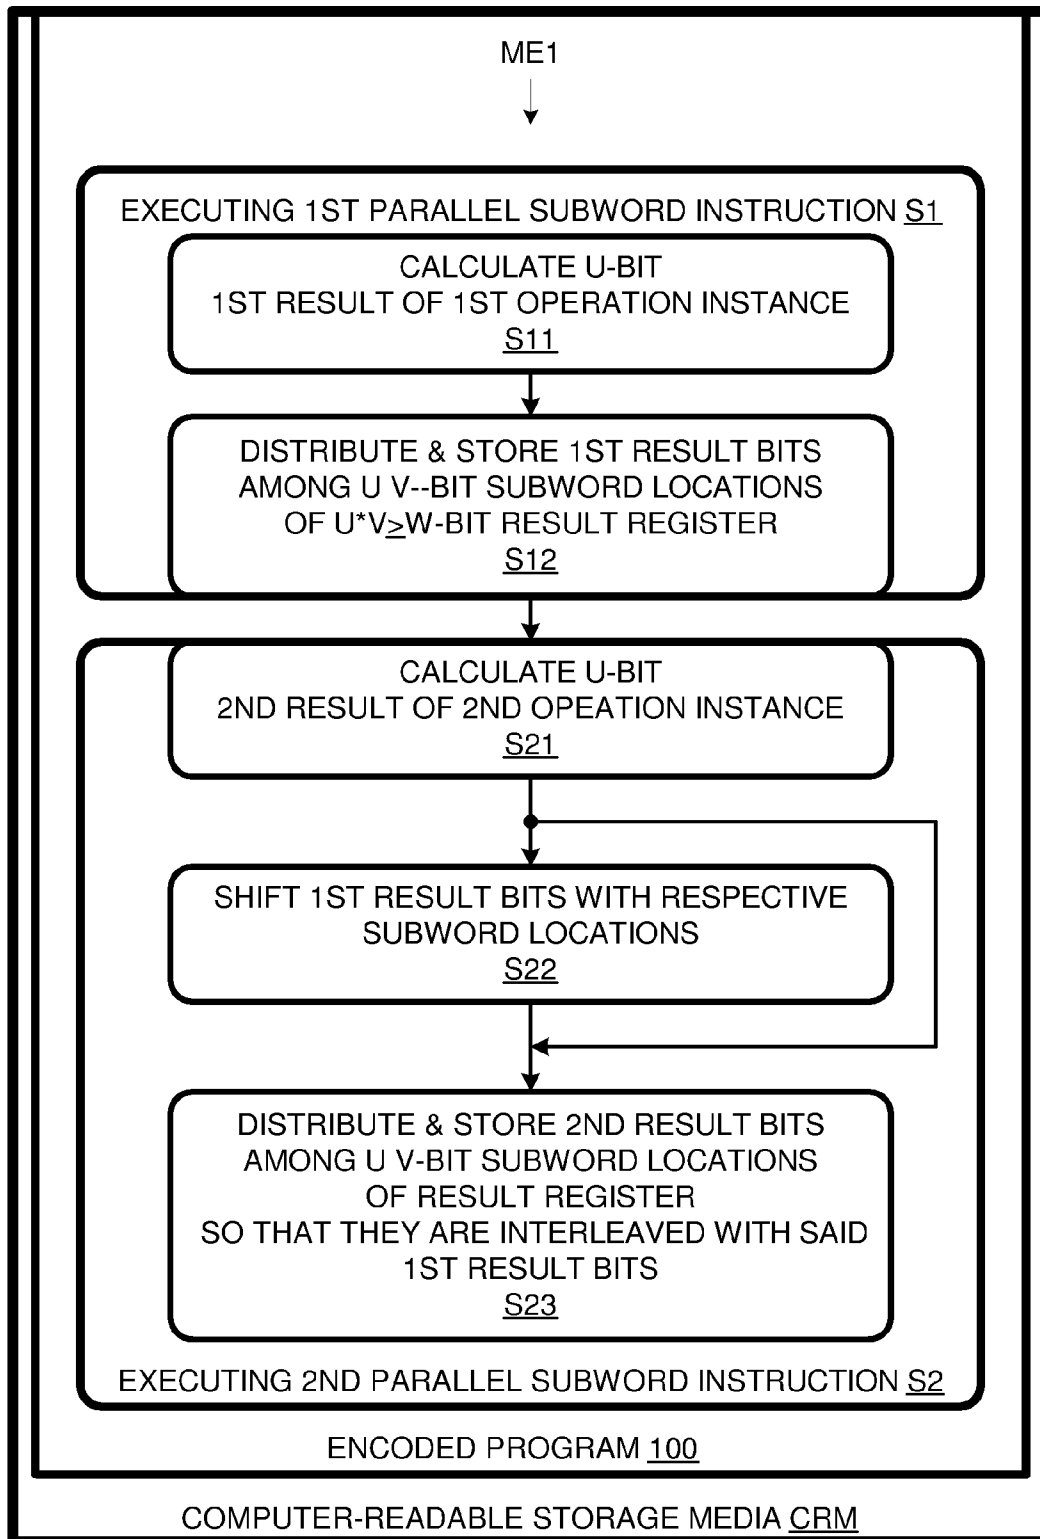 ME1
EXECUTING 1ST PARALLEL SUBWORD INSTRUCTION S1
CALCULATE U-BIT
1ST RESULT OF 1ST OPERATION INSTANCE
S11
DISTRIBUTE & STORE 1ST RESULT BITS
AMONG U V--BIT SUBWORD LOCATIONS
OF U*V≥W-BIT RESULT REGISTER
S12
CALCULATE U-BIT
2ND RESULT OF 2ND OPEATION INSTANCE
S21
SHIFT 1ST RESULT BITS WITH RESPECTIVE
SUBWORD LOCATIONS
S22
DISTRIBUTE & STORE 2ND RESULT BITS
AMONG U V-BIT SUBWORD LOCATIONS
OF RESULT REGISTER
SO THAT THEY ARE INTERLEAVED WITH SAID
1ST RESULT BITS
S23
EXECUTING 2ND PARALLEL SUBWORD INSTRUCTION S2
ENCODED PROGRAM 100
COMPUTER-READABLE STORAGE MEDIA CRM